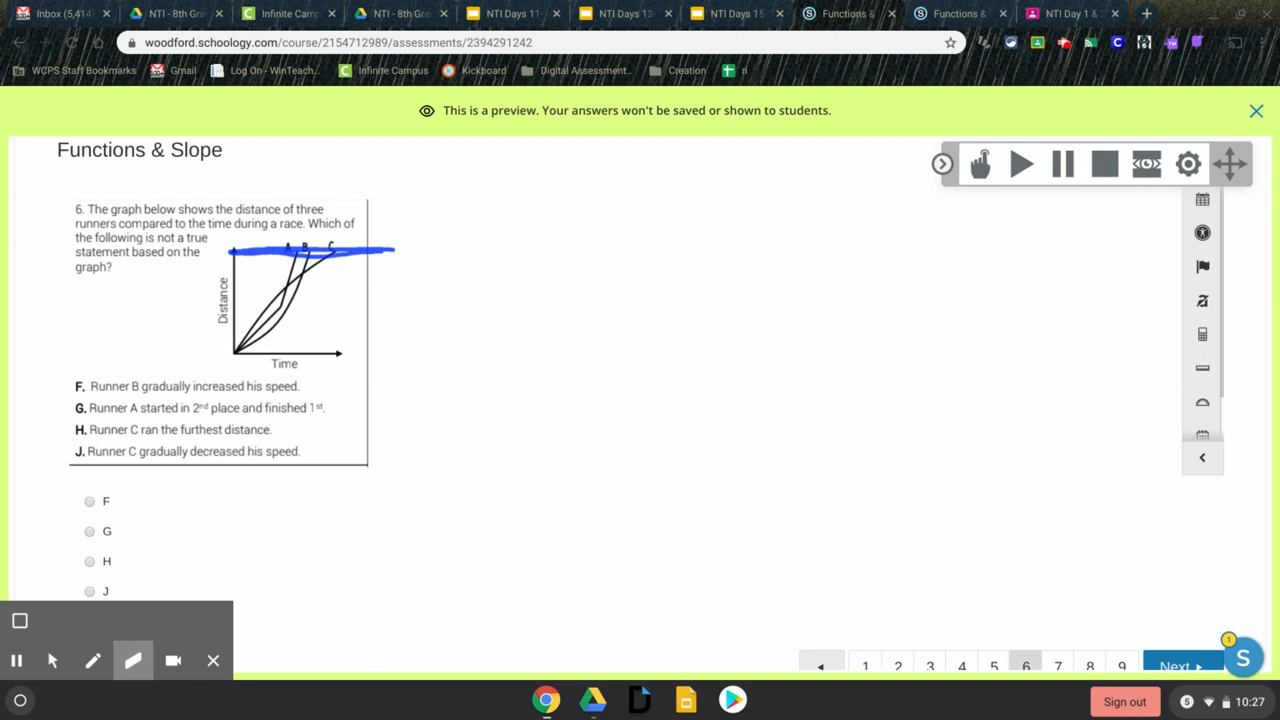 Inbox (5,414
NTI - 8th Gra
Infinite Cam
NTI - 8th Gra
NTI Days 11
NTI Days 13
NTI Days 15
Functions &
Functions &
NTI Day 1 &
woodford.schoology.com/course/2154712989/assessments/2394291242
WCPS Staff Bookmarks
Gmail
Log On - WinTeach...
Infinite Campus
Kickboard
Digital Assessment...
Creation
n
This is a preview. Your answers won't be saved or shown to students.
Functions & Slope
6. The graph below shows the distance of three
runners compared to the time during a race. Which of
the following is not a true
statement based on the
graph?
A B C
Distance
Time
F. Runner B gradually increased his speed.
G. Runner A started in 2nd place and finished 1st.
H. Runner C ran the furthest distance.
J. Runner C gradually decreased his speed.
F
G
H
J
1 2 3 4 5 6 7 8 9 Next
1
S
Sign out
5
10:27